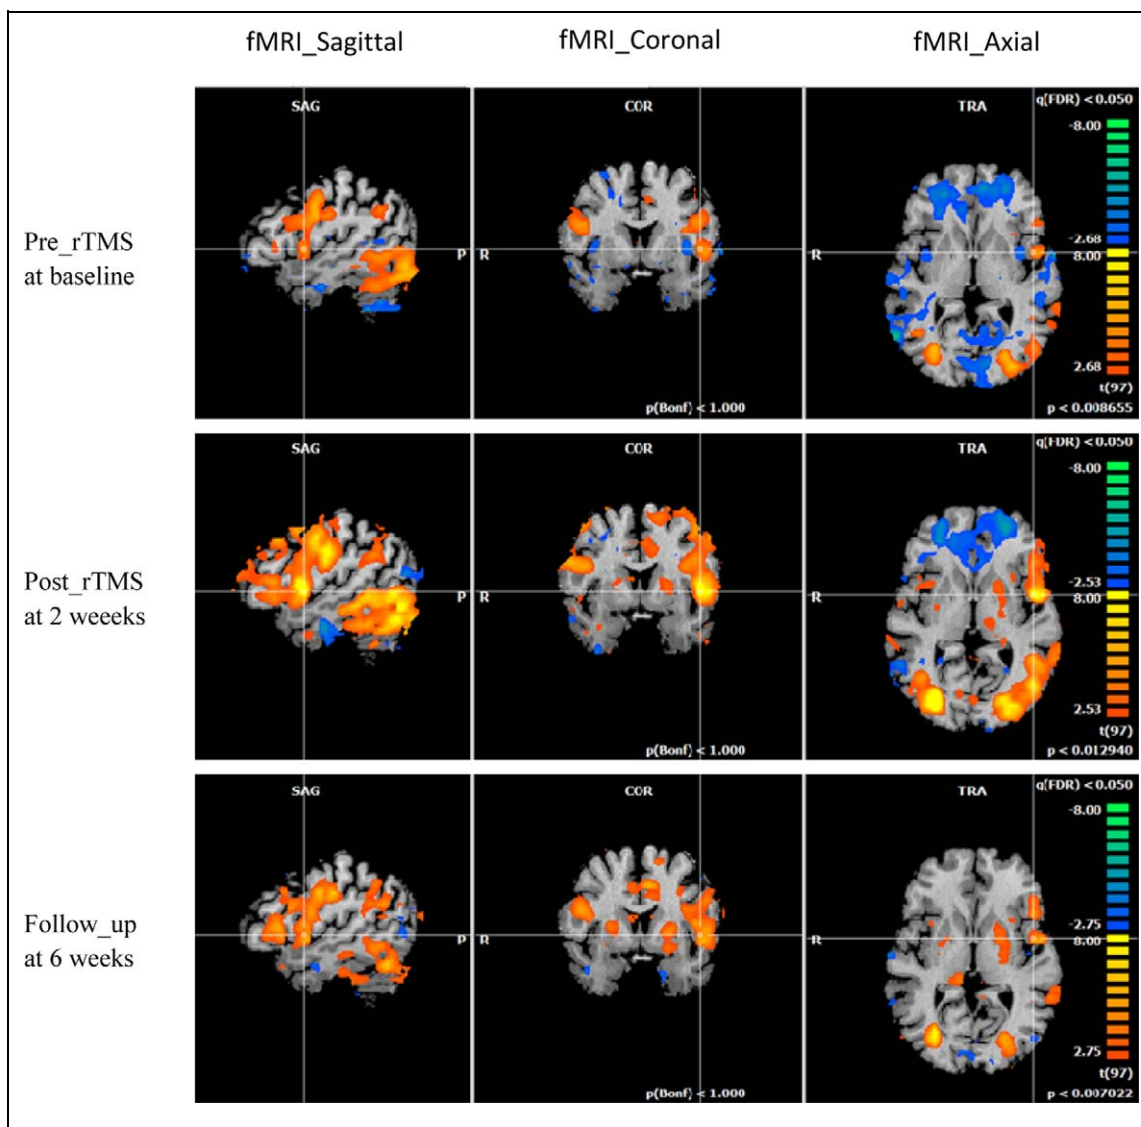 fMRI_Sagittal fMRI_Coronal fMRI_Axial
Pre_rTMS
at baseline
SAG
P
COR
R
p(Bonf) < 1.000
TRA
R
q(FDR) < 0.050
-8.00
-2.68
8.00
2.68
t(97)
p < 0.008655
Post_rTMS
at 2 weeeks
SAG
P
COR
R
p(Bonf) < 1.000
TRA
R
q(FDR) < 0.050
-8.00
-2.53
8.00
2.53
t(97)
p < 0.012940
Follow_up
at 6 weeks
SAG
P
COR
R
p(Bonf) < 1.000
TRA
R
q(FDR) < 0.050
-8.00
-2.75
8.00
2.75
t(97)
p < 0.007022